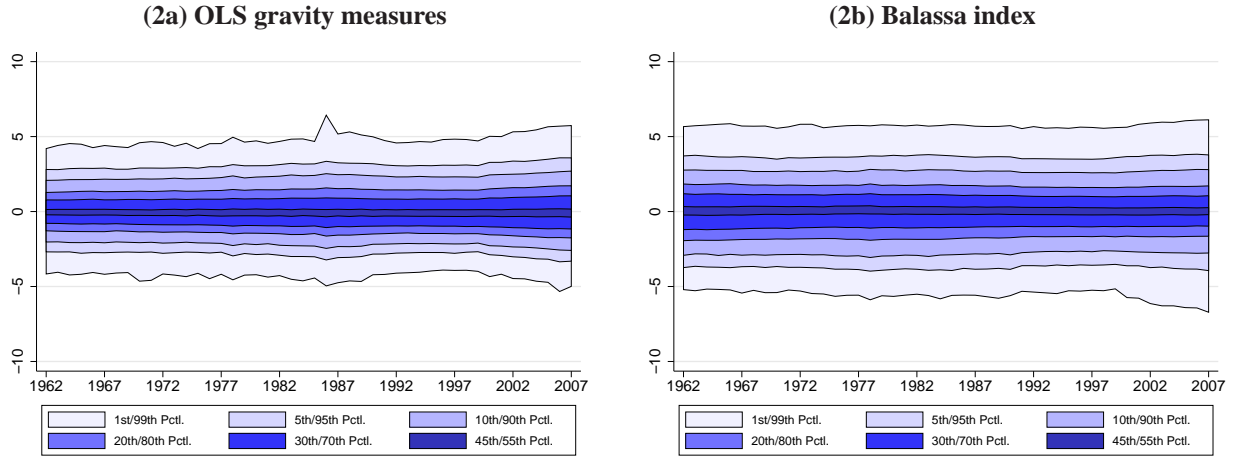 (2a) OLS gravity measures
10
5
0
−5
−10
1962 1967 1972 1977 1982 1987 1992 1997 2002 2007
1st/99th Pctl. 5th/95th Pctl. 10th/90th Pctl.
20th/80th Pctl. 30th/70th Pctl. 45th/55th Pctl.
(2b) Balassa index
10
5
0
−5
−10
1962 1967 1972 1977 1982 1987 1992 1997 2002 2007
1st/99th Pctl. 5th/95th Pctl. 10th/90th Pctl.
20th/80th Pctl. 30th/70th Pctl. 45th/55th Pctl.